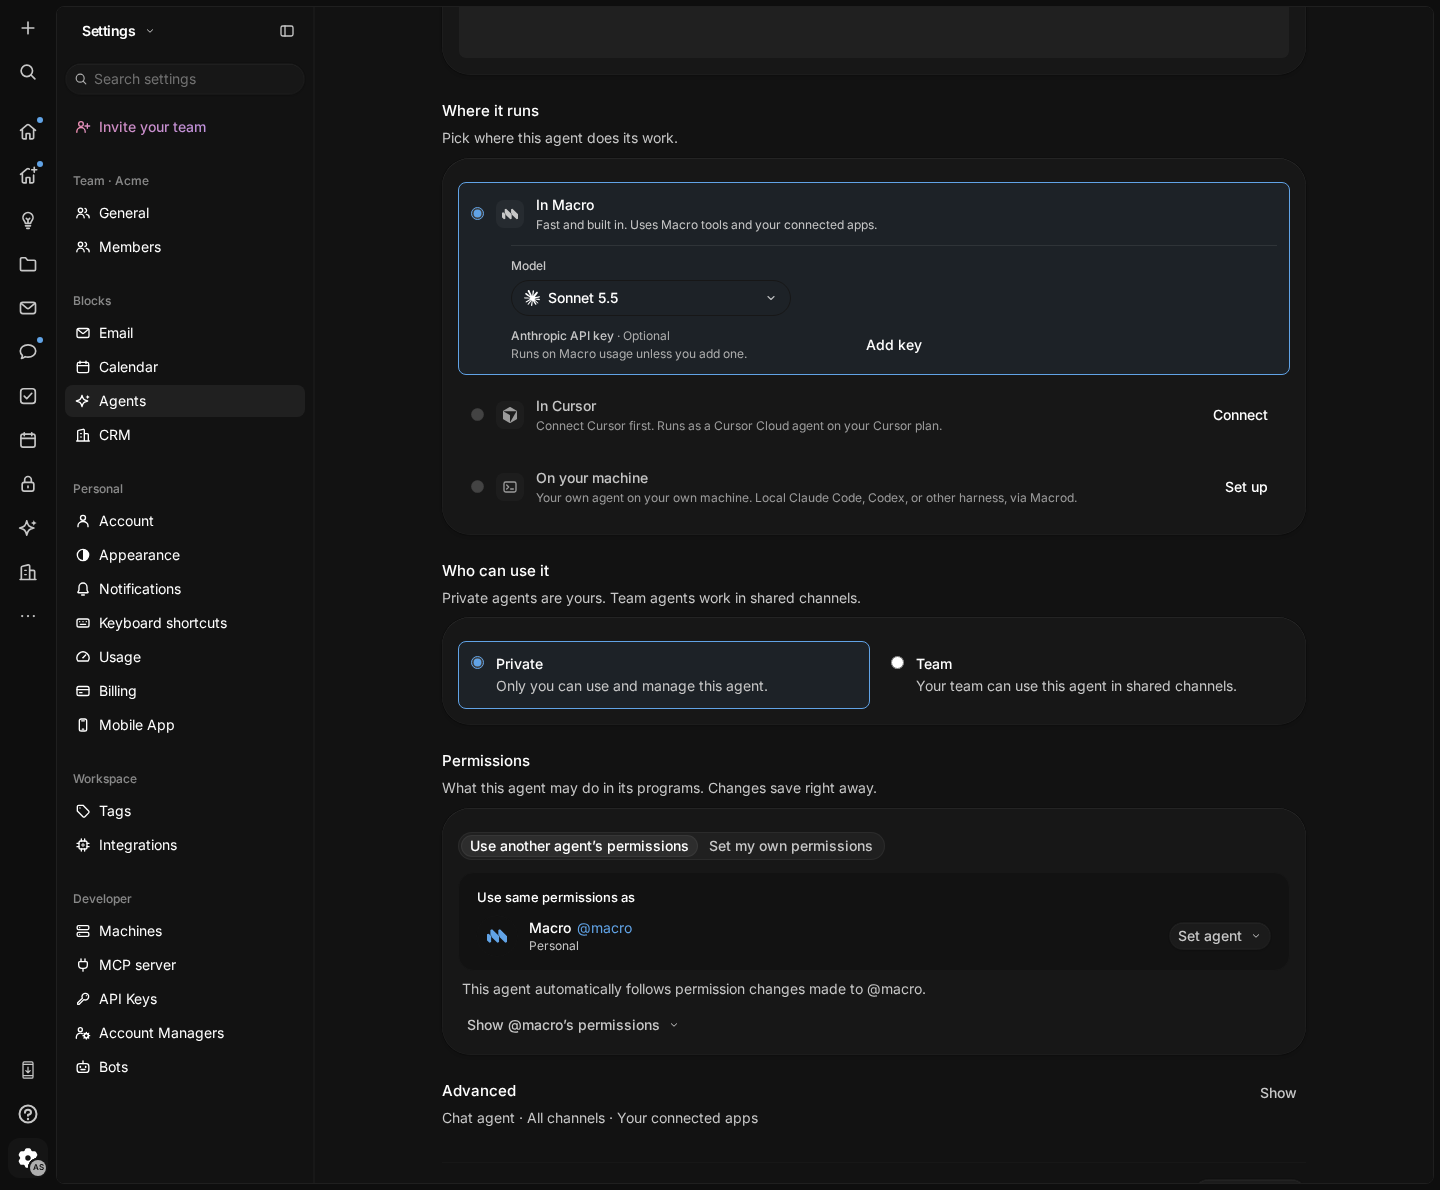 Settings
Search settings
Invite your team
Team · Acme
General
Members
Blocks
Email
Calendar
Agents
CRM
Personal
Account
Appearance
Notifications
Keyboard shortcuts
Usage
Billing
Mobile App
Workspace
Tags
Integrations
Developer
Machines
MCP server
API Keys
Account Managers
Bots
AS
Where it runs
Pick where this agent does its work.
In Macro
Fast and built in. Uses Macro tools and your connected apps.
Model
Sonnet 5.5
Anthropic API key · Optional
Runs on Macro usage unless you add one.
Add key
In Cursor
Connect Cursor first. Runs as a Cursor Cloud agent on your Cursor plan.
Connect
On your machine
Your own agent on your own machine. Local Claude Code, Codex, or other harness, via Macrod.
Set up
Who can use it
Private agents are yours. Team agents work in shared channels.
Private
Only you can use and manage this agent.
Team
Your team can use this agent in shared channels.
Permissions
What this agent may do in its programs. Changes save right away.
Use another agent’s permissions
Set my own permissions
Use same permissions as
Macro @macro
Personal
Set agent
This agent automatically follows permission changes made to @macro.
Show @macro’s permissions
Advanced
Show
Chat agent · All channels · Your connected apps